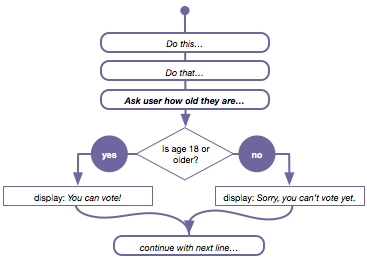 Do this…
Do that…
Ask user how old they are…
Is age 18 or
older?
yes
no
display: You can vote!
display: Sorry, you can't vote yet.
continue with next line…